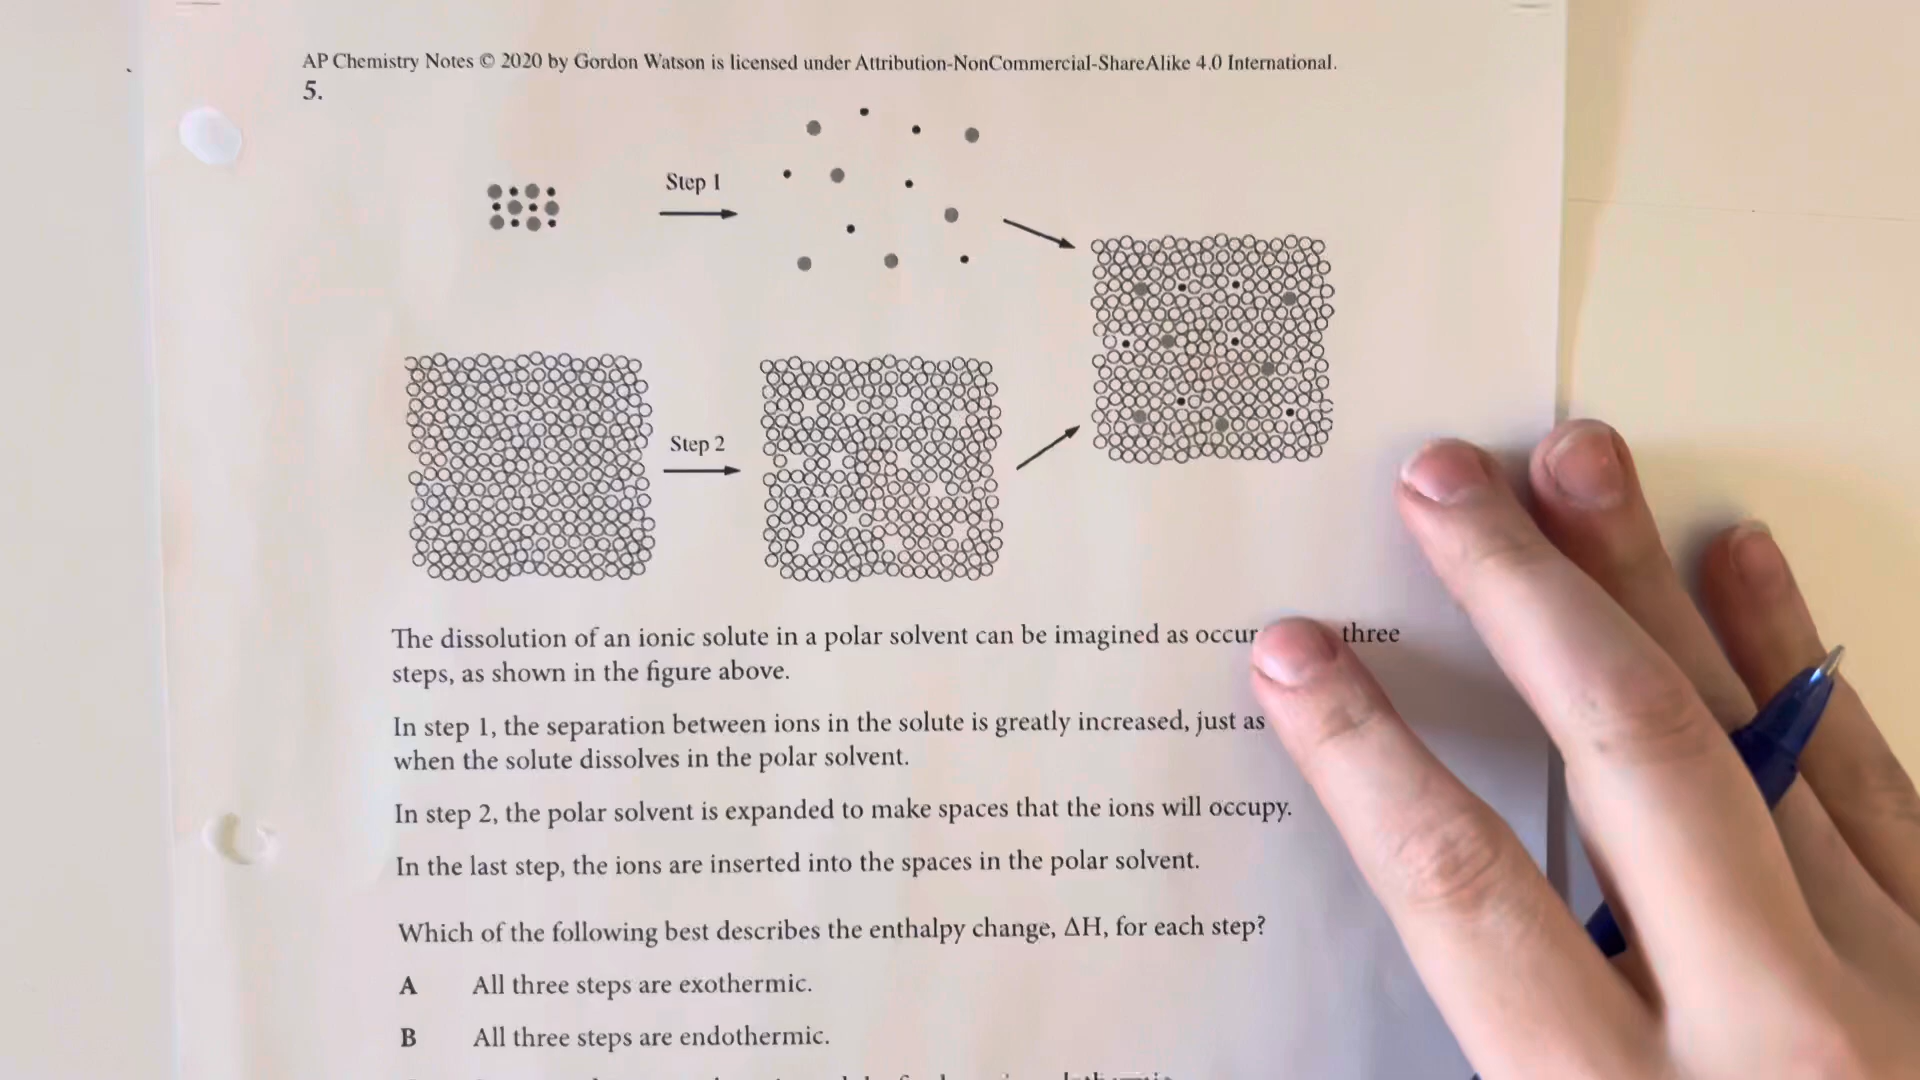 AP Chemistry Notes © 2020 by Gordon Watson is licensed under Attribution-NonCommercial-ShareAlike 4.0 International.
5.
Step 1
Step 2
The dissolution of an ionic solute in a polar solvent can be imagined as occur three
steps, as shown in the figure above.
In step 1, the separation between ions in the solute is greatly increased, just as
when the solute dissolves in the polar solvent.
In step 2, the polar solvent is expanded to make spaces that the ions will occupy.
In the last step, the ions are inserted into the spaces in the polar solvent.
Which of the following best describes the enthalpy change, ΔH, for each step?
A All three steps are exothermic.
B All three steps are endothermic.